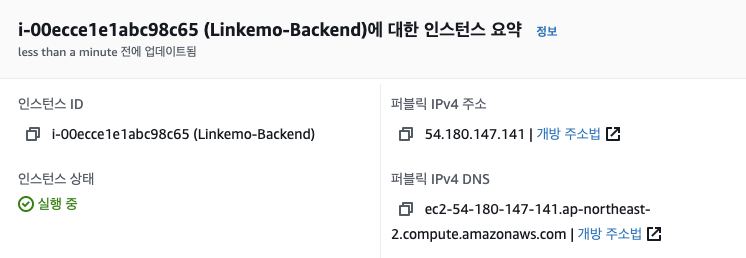 i-00ecce1e1abc98c65 (Linkemo-Backend)에 대한 인스턴스 요약 정보
less than a minute 전에 업데이트됨
인스턴스 ID
i-00ecce1e1abc98c65 (Linkemo-Backend)
인스턴스 상태
실행 중
퍼블릭 IPv4 주소
54.180.147.141 | 개방 주소법
퍼블릭 IPv4 DNS
ec2-54-180-147-141.ap-northeast-
2.compute.amazonaws.com | 개방 주소법